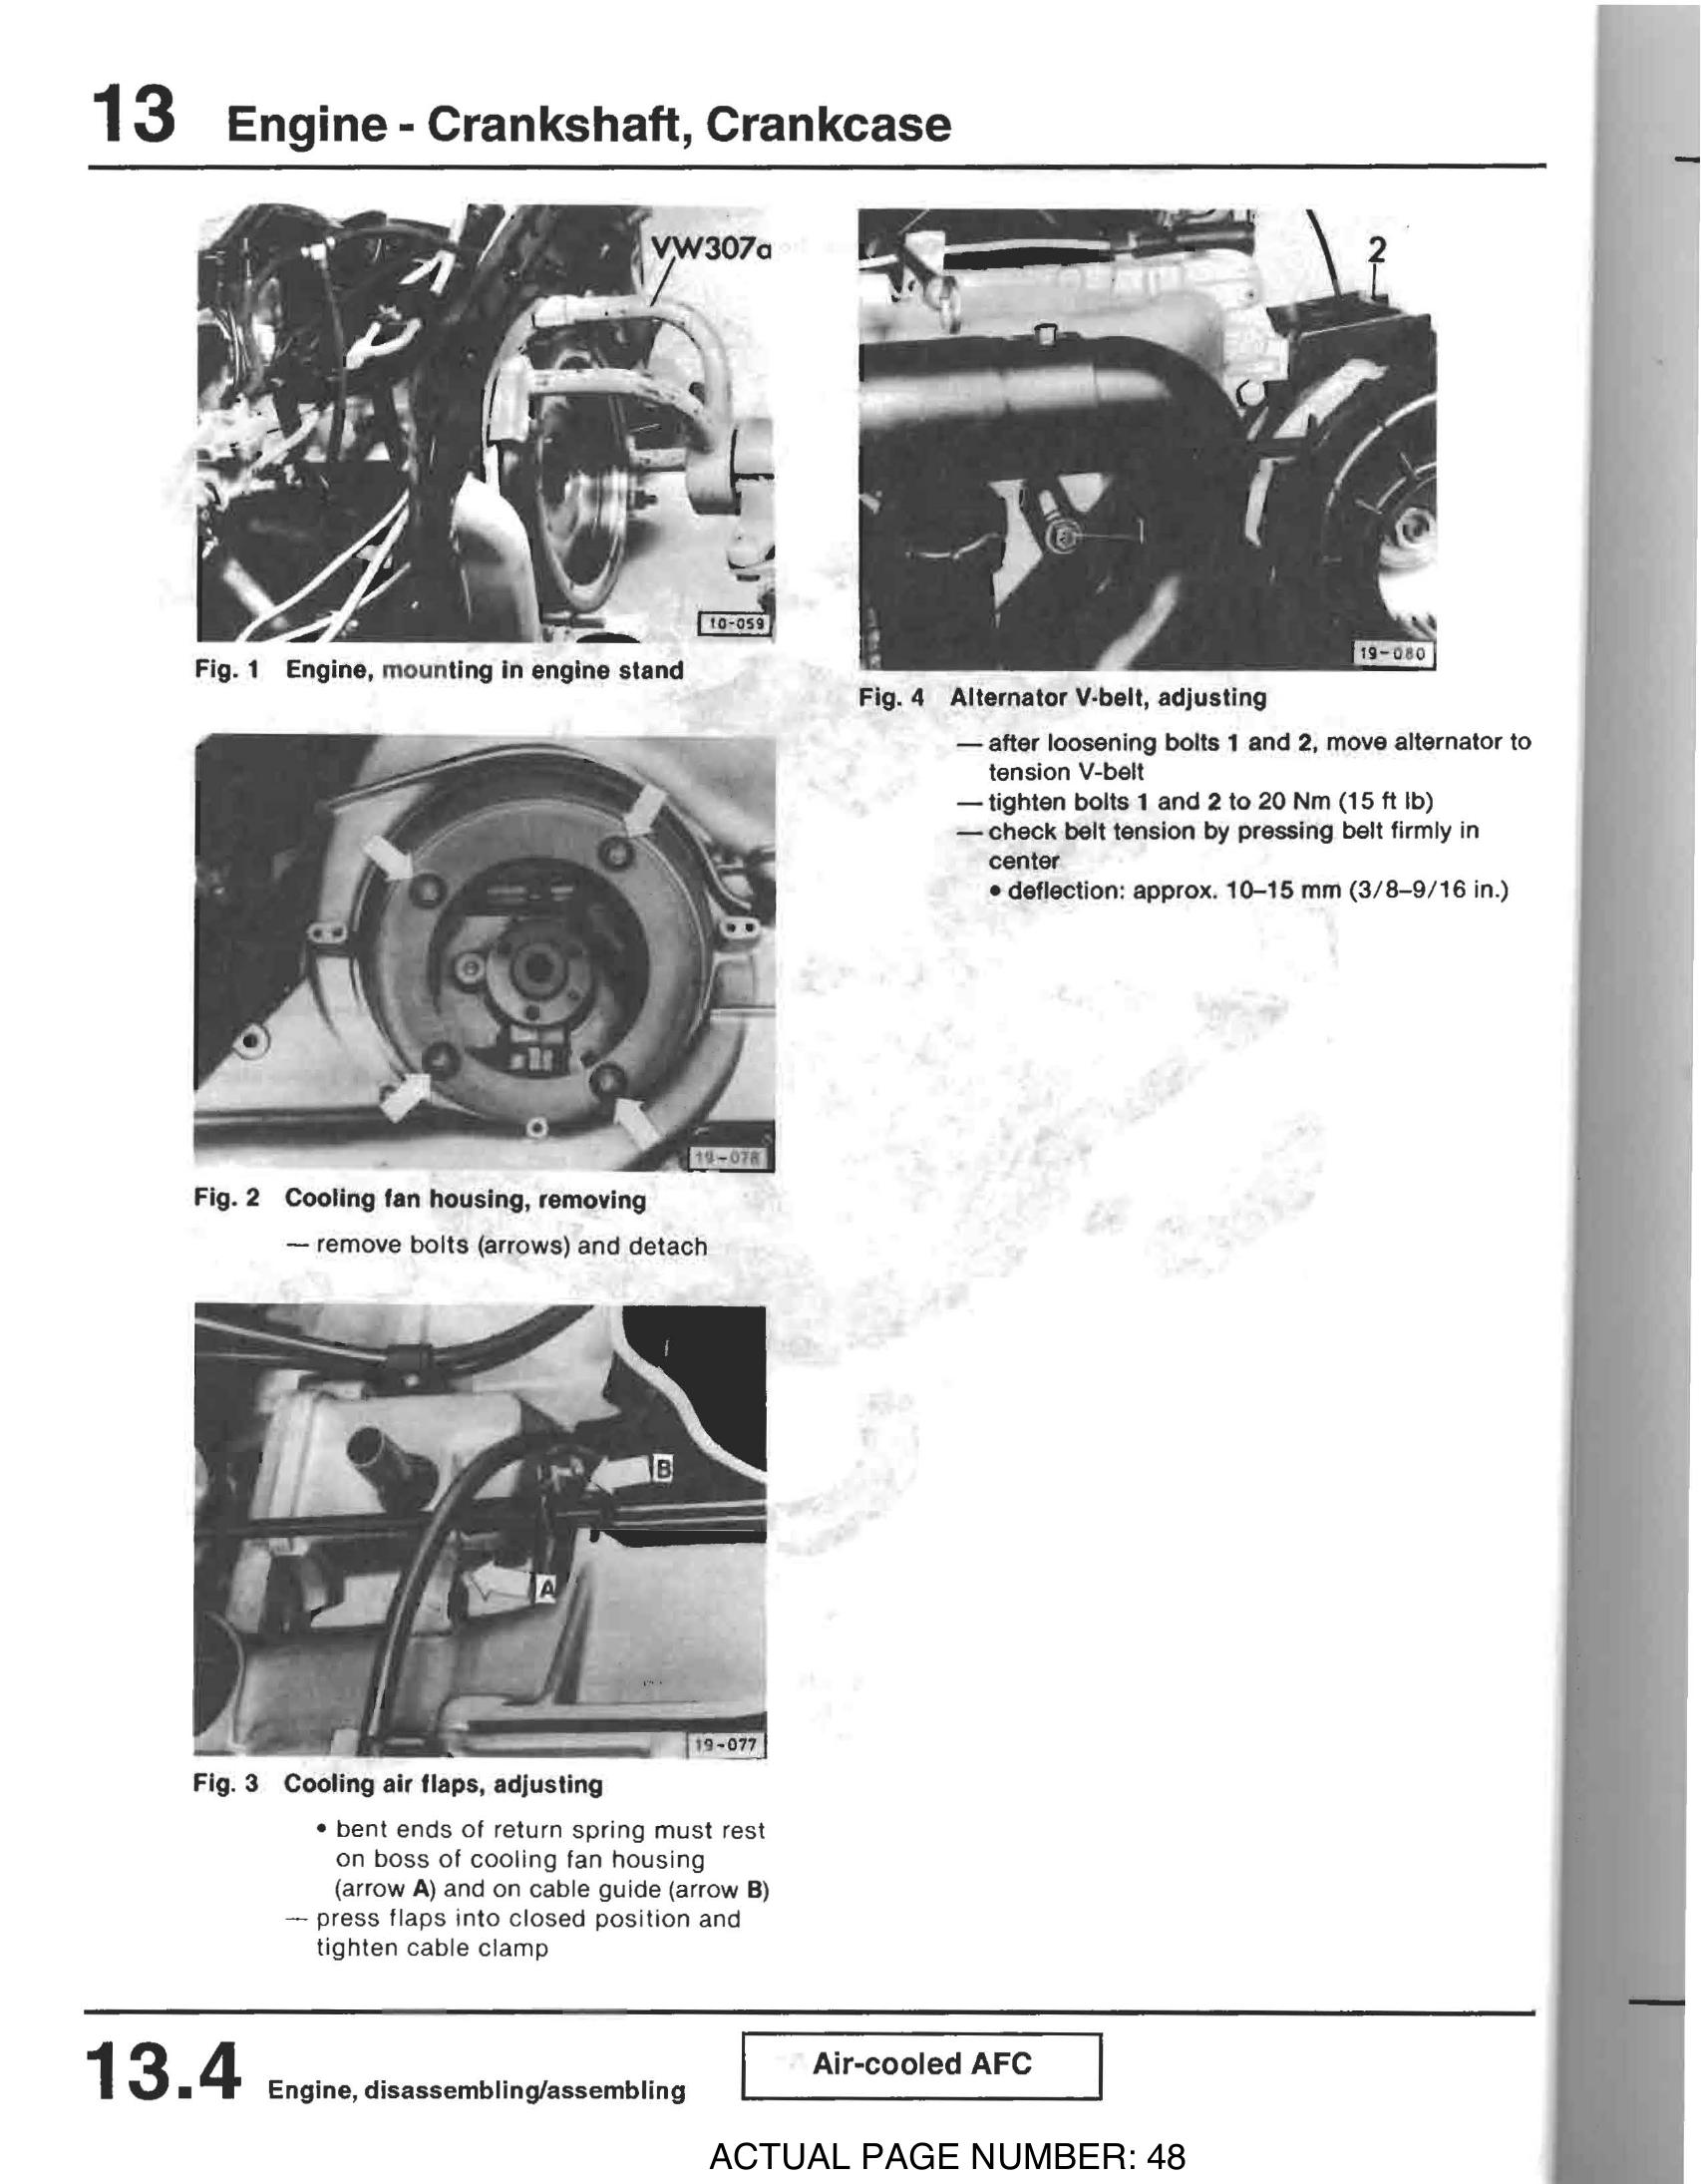 13 Engine - Crankshaft, Crankcase
VW307a
10-059
Fig. 1 Engine, mounting in engine stand
19-078
Fig. 2 Cooling fan housing, removing
— remove bolts (arrows) and detach
B
A
19-077
Fig. 3 Cooling air flaps, adjusting
• bent ends of return spring must rest
on boss of cooling fan housing
(arrow A) and on cable guide (arrow B)
— press flaps into closed position and
tighten cable clamp
2
1
19-080
Fig. 4 Alternator V-belt, adjusting
— after loosening bolts 1 and 2, move alternator to
tension V-belt
— tighten bolts 1 and 2 to 20 Nm (15 ft lb)
— check belt tension by pressing belt firmly in
center
• deflection: approx. 10–15 mm (3/8–9/16 in.)
13.4 Engine, disassembling/assembling
Air-cooled AFC
ACTUAL PAGE NUMBER: 48